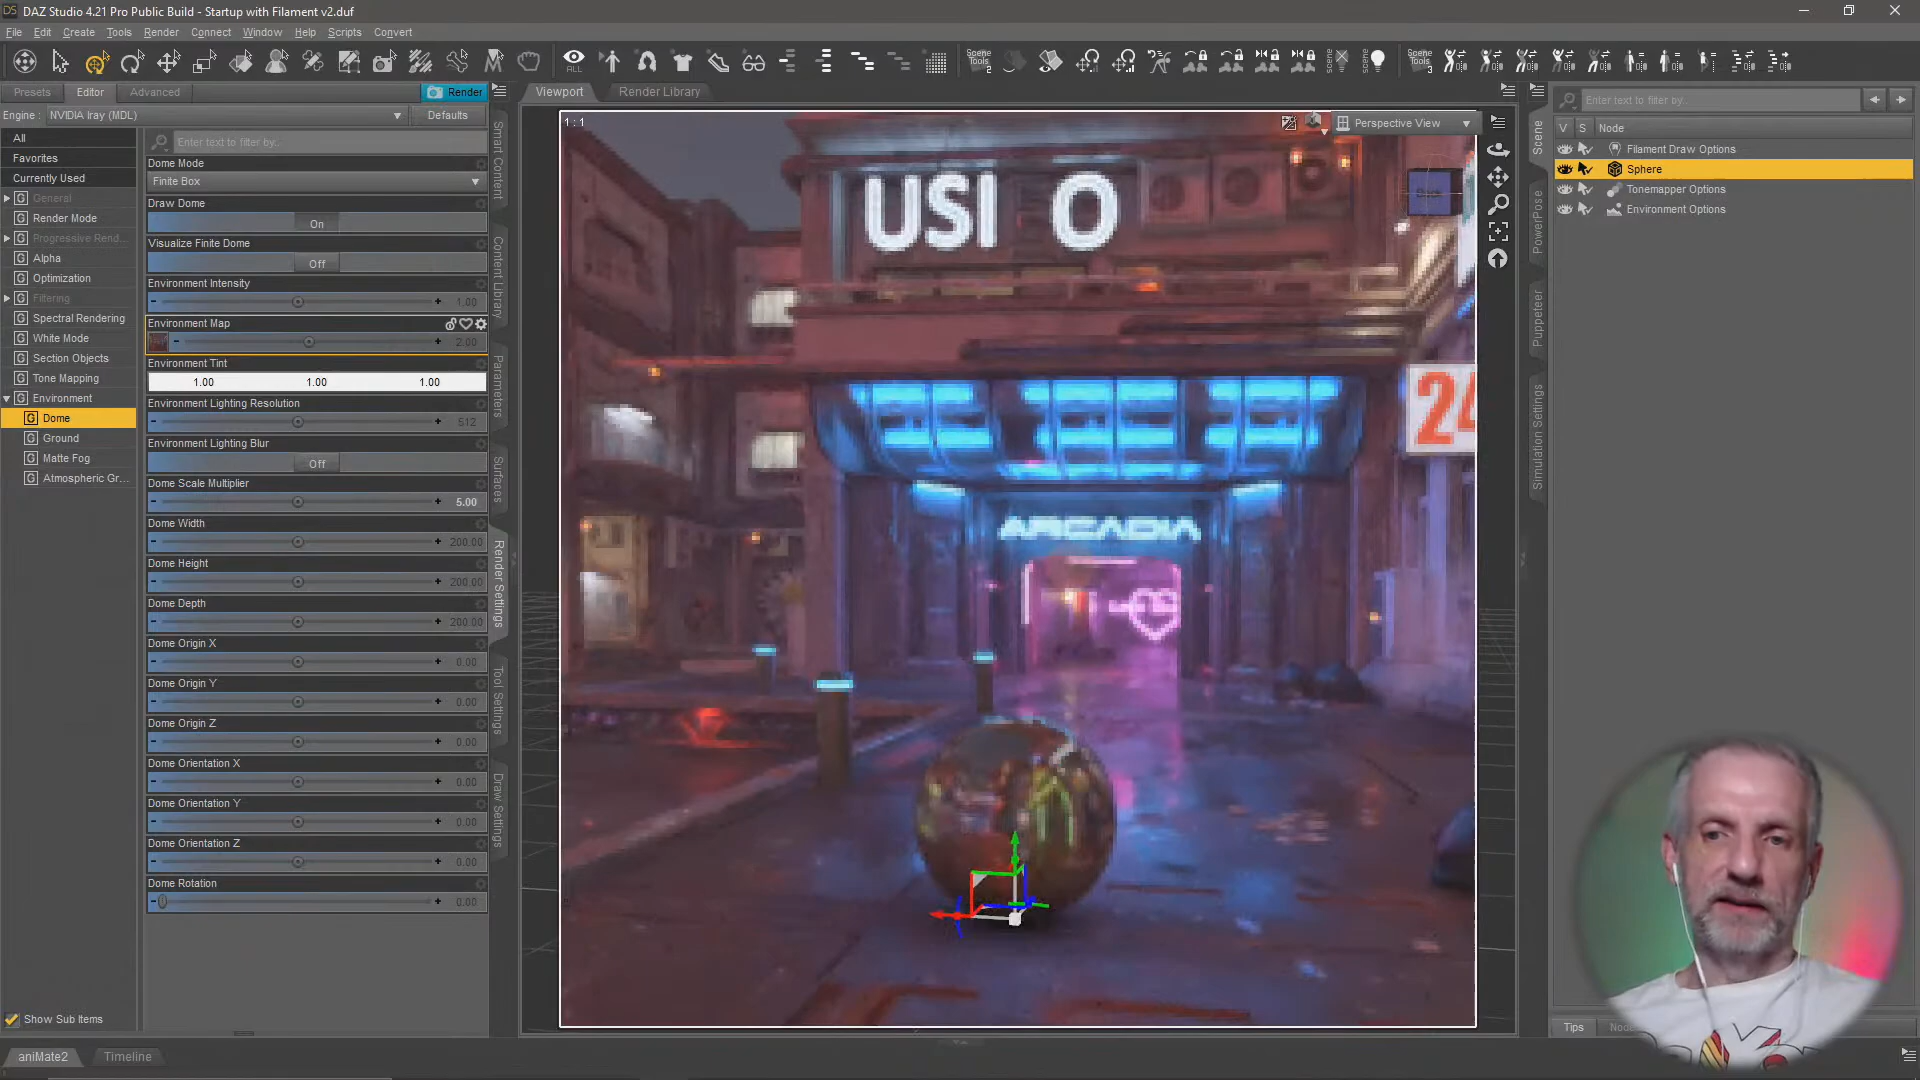 DAZ Studio 4.21 Pro Public Build - Startup with Filament v2.duf
File Edit Create Tools Render Connect Window Help Scripts Convert
ALL
Scene Tools 2
scene
Scene Tools 3
Presets Editor Advanced Render
Viewport Render Library
Engine : NVIDIA Iray (MDL) Defaults
Enter text to filter by..
All
Favorites
Currently Used
General
Render Mode
Progressive Rend...
Alpha
Optimization
Filtering
Spectral Rendering
White Mode
Section Objects
Tone Mapping
Environment
Dome
Ground
Matte Fog
Atmospheric Gr...
Show Sub Items
Dome Mode
Finite Box
Draw Dome
On
Visualize Finite Dome
Off
Environment Intensity
1.00
Environment Map
2.00
Environment Tint
1.00 1.00 1.00
Environment Lighting Resolution
512
Environment Lighting Blur
Off
Dome Scale Multiplier
5.00
Dome Width
200.00
Dome Height
200.00
Dome Depth
200.00
Dome Origin X
0.00
Dome Origin Y
0.00
Dome Origin Z
0.00
Dome Orientation X
0.00
Dome Orientation Y
0.00
Dome Orientation Z
0.00
Dome Rotation
0.00
Smart Content
Content Library
Parameters
Surfaces
Render Settings
Tool Settings
Draw Settings
1 : 1
Perspective View
USI O
ARCADIA
24
Scene
PowerPose
Puppeteer
Simulation Settings
Enter text to filter by..
V S Node
Filament Draw Options
Sphere
Tonemapper Options
Environment Options
Tips
aniMate2 Timeline